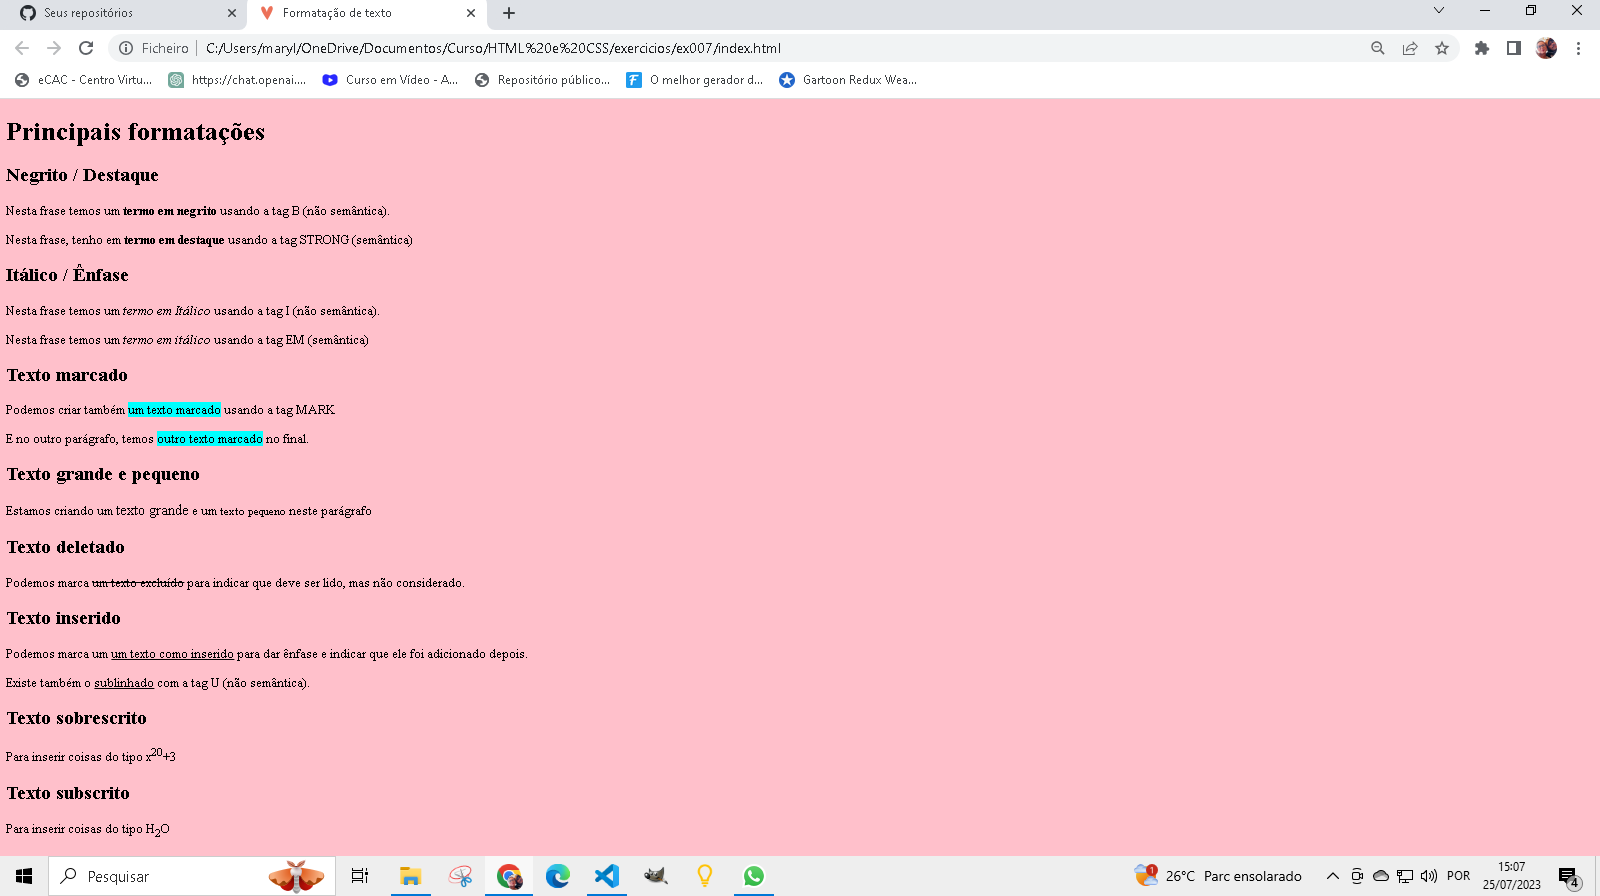 Seus repositórios
Formatação de texto
Ficheiro
C:/Users/maryl/OneDrive/Documentos/Curso/HTML%20e%20CSS/exercicios/ex007/index.html
eCAC - Centro Virtu...
https://chat.openai....
Curso em Vídeo - A...
Repositório público...
O melhor gerador d...
Gartoon Redux Wea...
Principais formatações
Negrito / Destaque
Nesta frase temos um termo em negrito usando a tag B (não semântica).
Nesta frase, tenho em termo em destaque usando a tag STRONG (semântica)
Itálico / Ênfase
Nesta frase temos um termo em Itálico usando a tag I (não semântica).
Nesta frase temos um termo em itálico usando a tag EM (semântica)
Texto marcado
Podemos criar também um texto marcado usando a tag MARK
E no outro parágrafo, temos outro texto marcado no final.
Texto grande e pequeno
Estamos criando um texto grande e um texto pequeno neste parágrafo
Texto deletado
Podemos marca um texto excluído para indicar que deve ser lido, mas não considerado.
Texto inserido
Podemos marca um um texto como inserido para dar ênfase e indicar que ele foi adicionado depois.
Existe também o sublinhado com a tag U (não semântica).
Texto sobrescrito
Para inserir coisas do tipo x20+3
Texto subscrito
Para inserir coisas do tipo H2O
Pesquisar
1
26°C Parc ensolarado
POR
15:07
25/07/2023
4